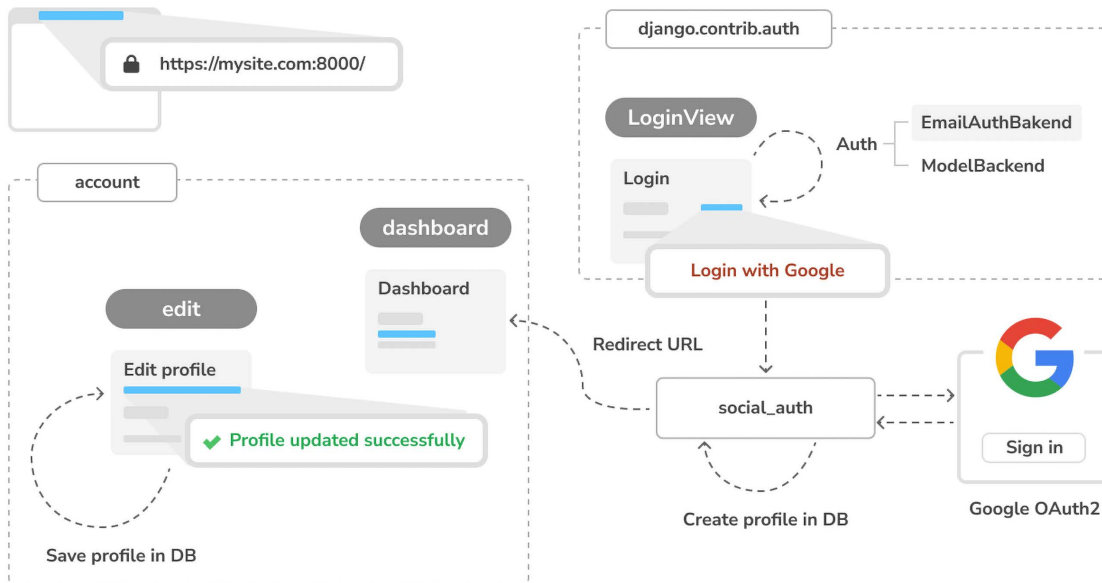 https://mysite.com:8000/
django.contrib.auth
LoginView
Auth
EmailAuthBakend
ModelBackend
Login
Login with Google
account
dashboard
Dashboard
edit
Edit profile
Profile updated successfully
Save profile in DB
Redirect URL
social_auth
Create profile in DB
Sign in
Google OAuth2